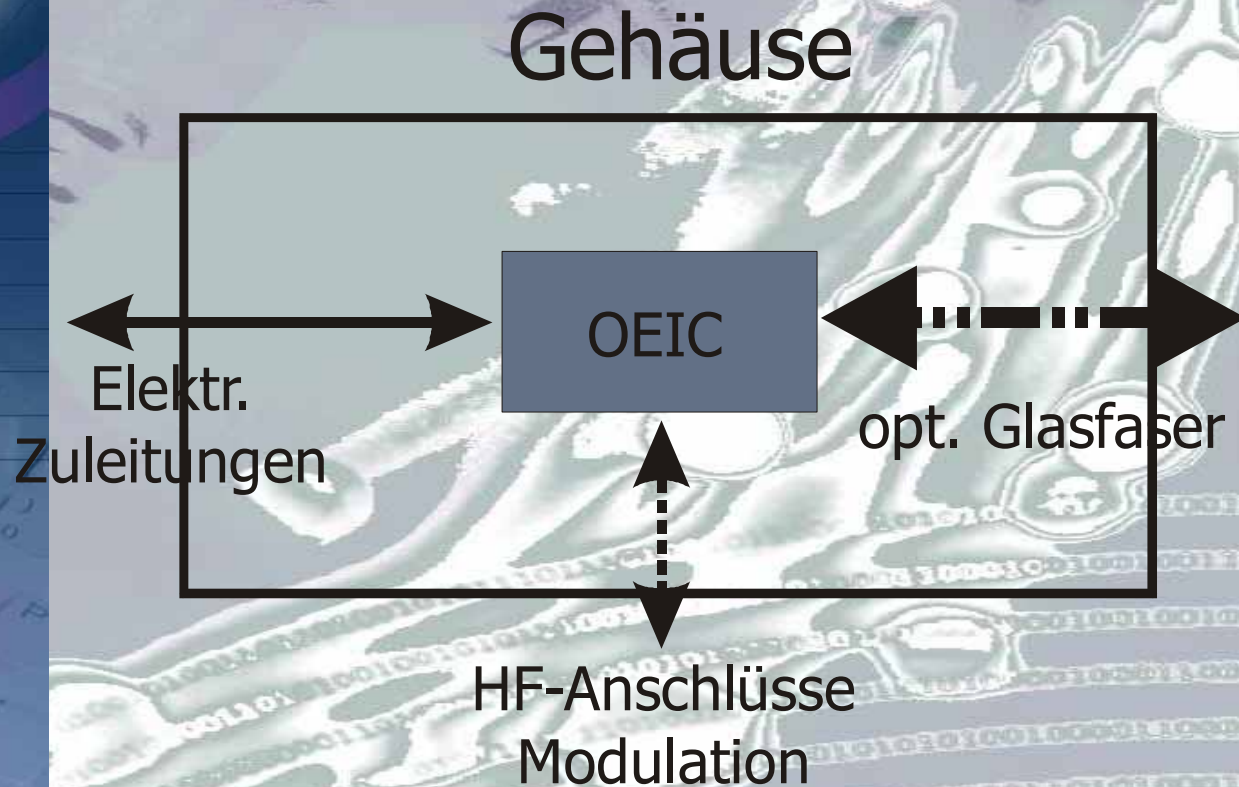 Gehäuse
OEIC
Elektr.
Zuleitungen
opt. Glasfaser
HF-Anschlüsse
Modulation